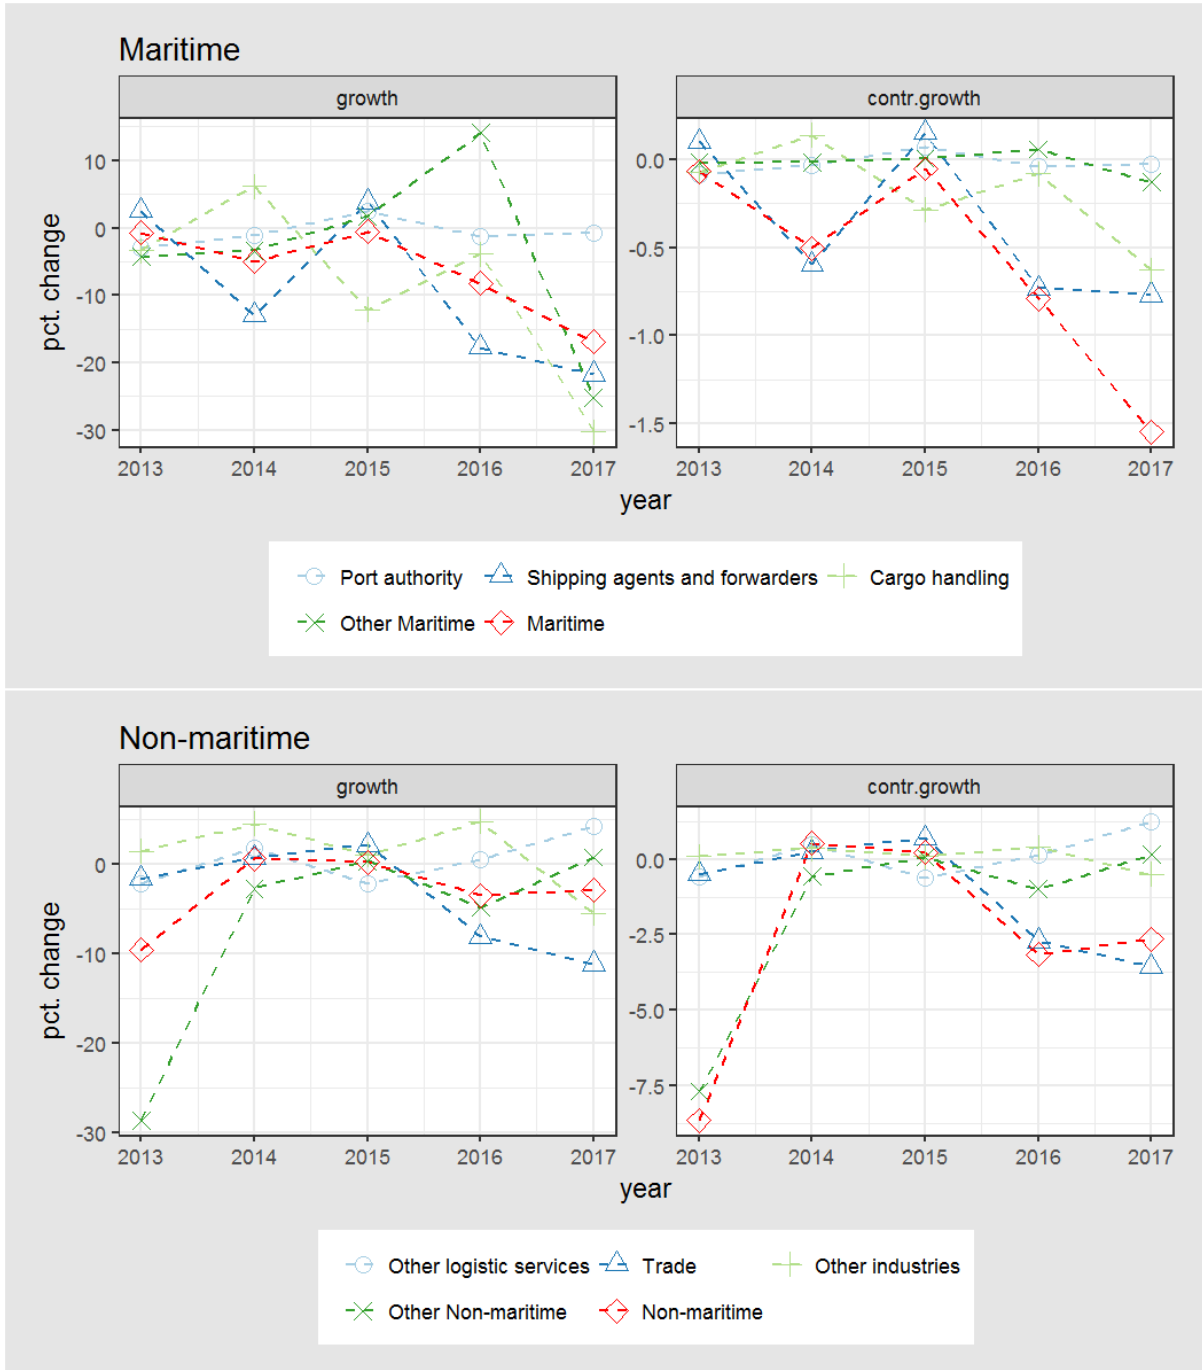 Maritime
growth
contr.growth
pct. change
10
0
-10
-20
-30
0.0
-0.5
-1.0
-1.5
2013 2014 2015 2016 2017
2013 2014 2015 2016 2017
year
Port authority Shipping agents and forwarders Cargo handling
Other Maritime Maritime
Non-maritime
growth
contr.growth
pct. change
0
-10
-20
-30
0.0
-2.5
-5.0
-7.5
2013 2014 2015 2016 2017
2013 2014 2015 2016 2017
year
Other logistic services Trade Other industries
Other Non-maritime Non-maritime